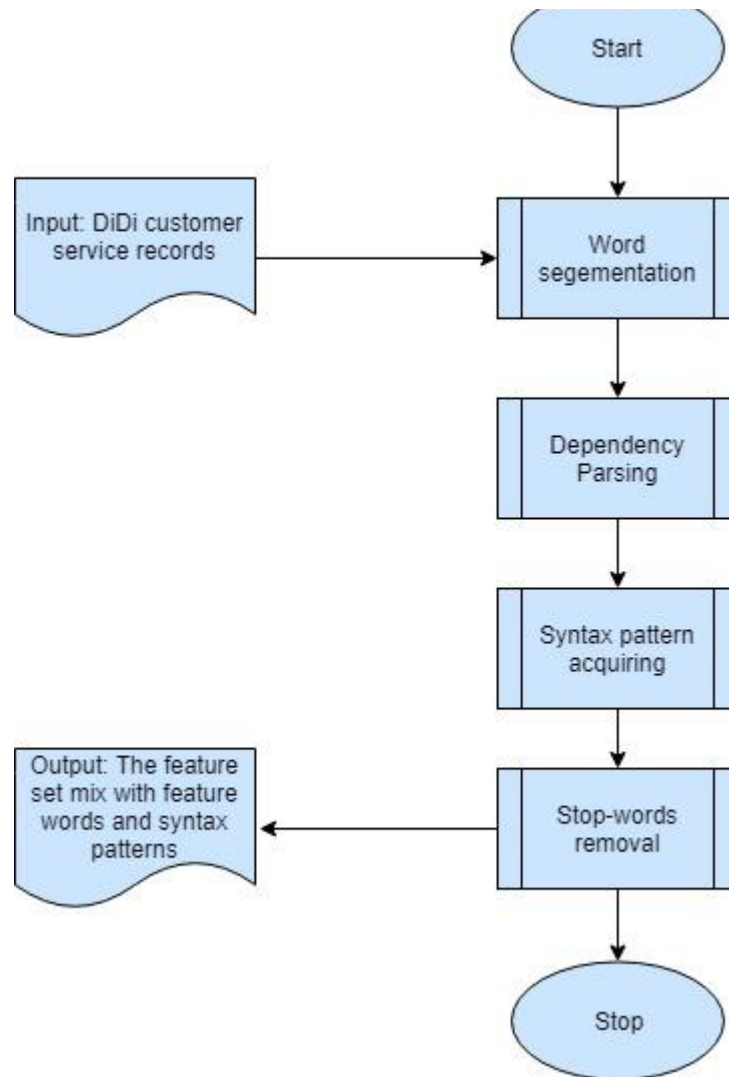 Start
Input: DiDi customer
service records
Word
segementation
Dependency
Parsing
Syntax pattern
acquiring
Output: The feature
set mix with feature
words and syntax
patterns
Stop-words
removal
Stop